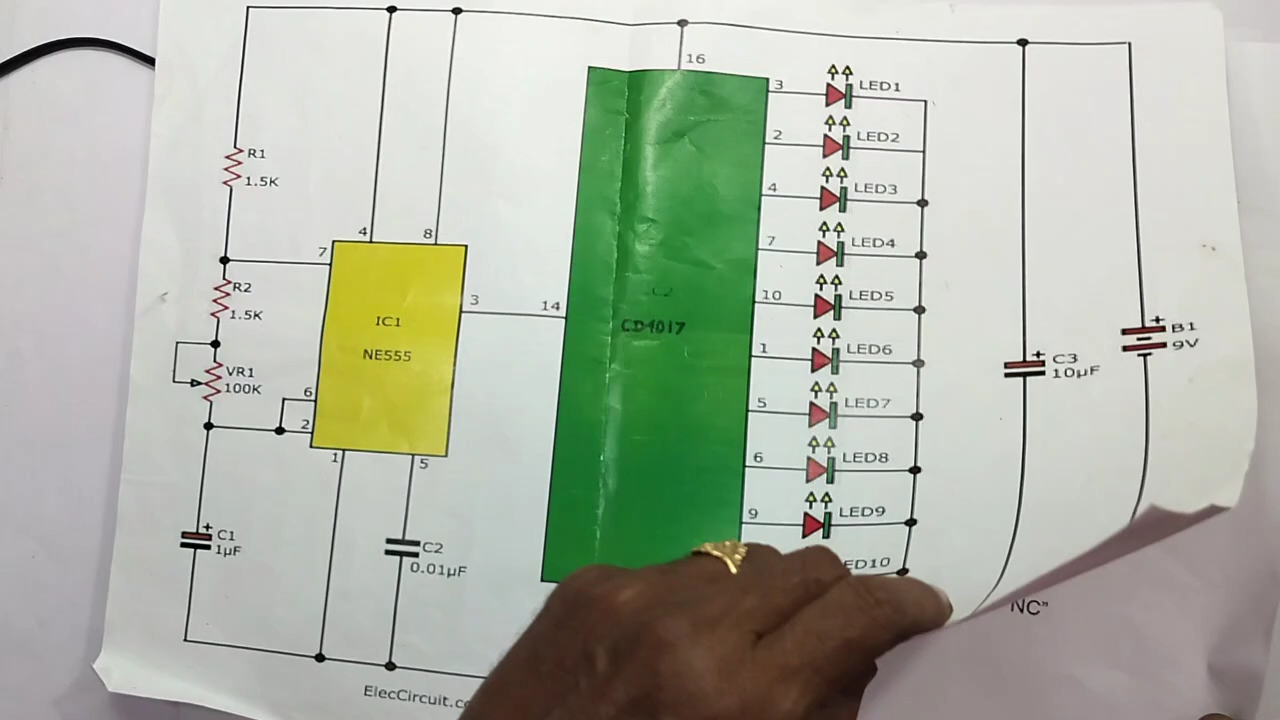 16
3
LED1
2
LED2
4
LED3
7
LED4
10
LED5
1
LED6
5
LED7
6
LED8
9
LED9
ED10
R1
1.5K
4
8
7
R2
1.5K
VR1
100K
6
2
1
5
IC1
NE555
3
14
CD4017
C1
1µF
C2
0.01µF
C3
10µF
B1
9V
NC”
ElecCircuit.c